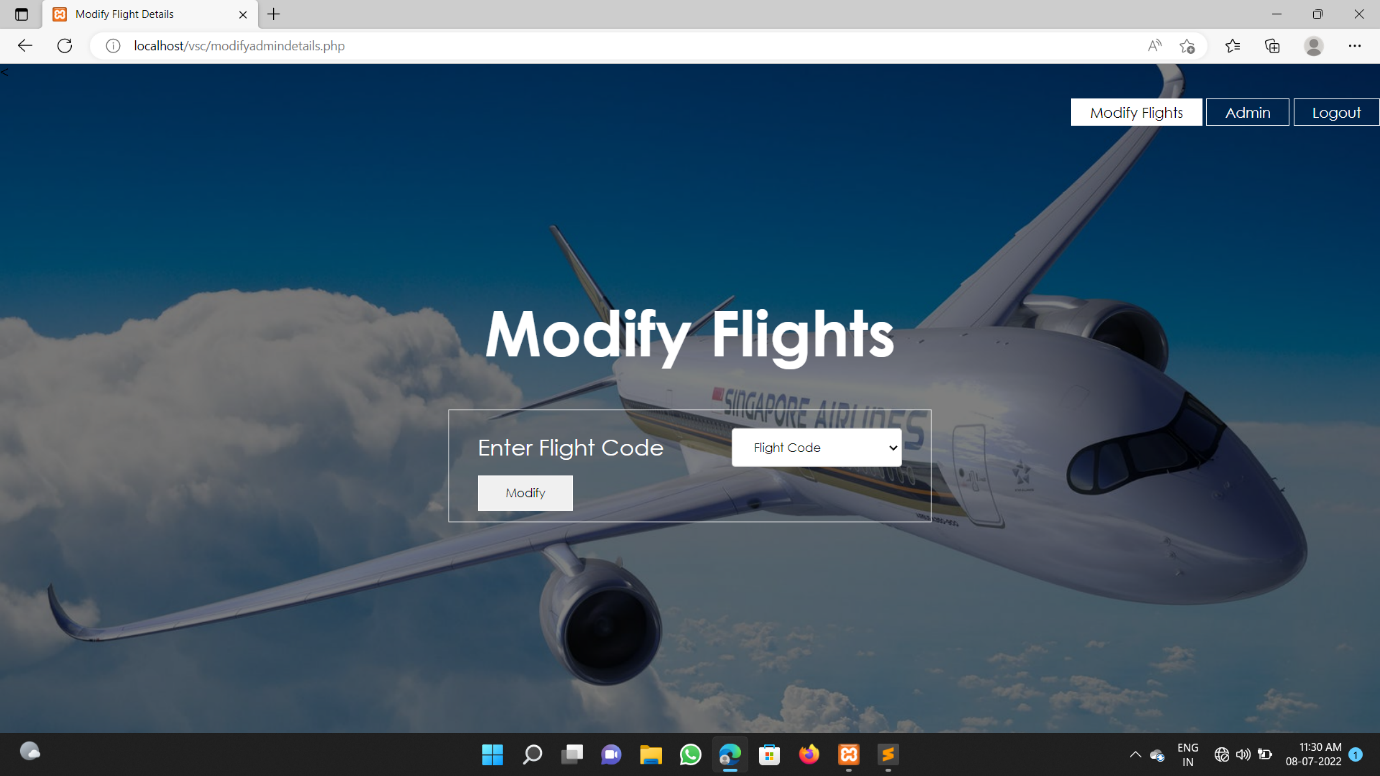 Modify Flight Details
localhost/vsc/modifyadmindetails.php
<
Modify Flights
Admin
Logout
Modify Flights
SINGAPORE AIRLINES
Enter Flight Code
Flight Code
Modify
ENG
IN
11:30 AM
08-07-2022
1